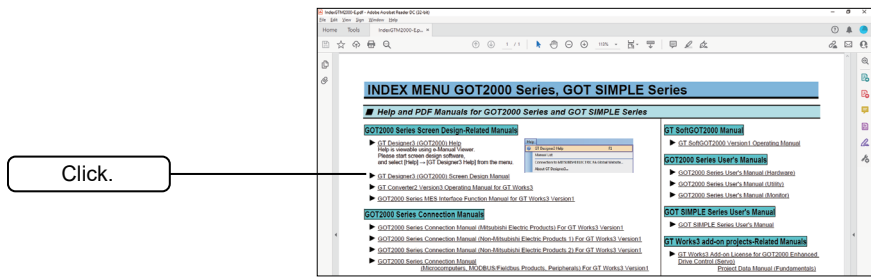 IndexGTM2000-E.pdf - Adobe Acrobat Reader DC (32-bit)
File Edit View Sign Window Help
Home Tools IndexGTM2000-E.p... ×
1 / 1
110%
INDEX MENU GOT2000 Series, GOT SIMPLE Series
■ Help and PDF Manuals for GOT2000 Series and GOT SIMPLE Series
GOT2000 Series Screen Design-Related Manuals
► GT Designer3 (GOT2000) Help
Help is viewable using e-Manual Viewer.
Please start screen design software,
and select [Help] → [GT Designer3 Help] from the menu.
Help
GT Designer3 Help
Manual List
About GT Designer3...
Click.
► GT Designer3 (GOT2000) Screen Design Manual
► GT Converter2 Version3 Operating Manual for GT Works3
► GOT2000 Series MES Interface Function Manual for GT Works3 Version1
GOT2000 Series Connection Manuals
► GOT2000 Series Connection Manual (Mitsubishi Electric Products) For GT Works3 Version1
► GOT2000 Series Connection Manual (Non-Mitsubishi Electric Products 1) For GT Works3 Version1
► GOT2000 Series Connection Manual (Non-Mitsubishi Electric Products 2) For GT Works3 Version1
► GOT2000 Series Connection Manual
(Microcomputers, MODBUS/Fieldbus Products, Peripherals) For GT Works3 Version1
GT SoftGOT2000 Manual
► GT SoftGOT2000 Version1 Operating Manual
GOT2000 Series User's Manuals
► GOT2000 Series User's Manual (Hardware)
► GOT2000 Series User's Manual (Utility)
► GOT2000 Series User's Manual (Monitor)
GOT SIMPLE Series User's Manual
► GOT SIMPLE Series User's Manual
GT Works3 add-on projects-Related Manuals
► GT Works3 Add-on License for GOT2000 Enhanced
Drive Control (Servo)
Project Data Manual (Fundamentals)